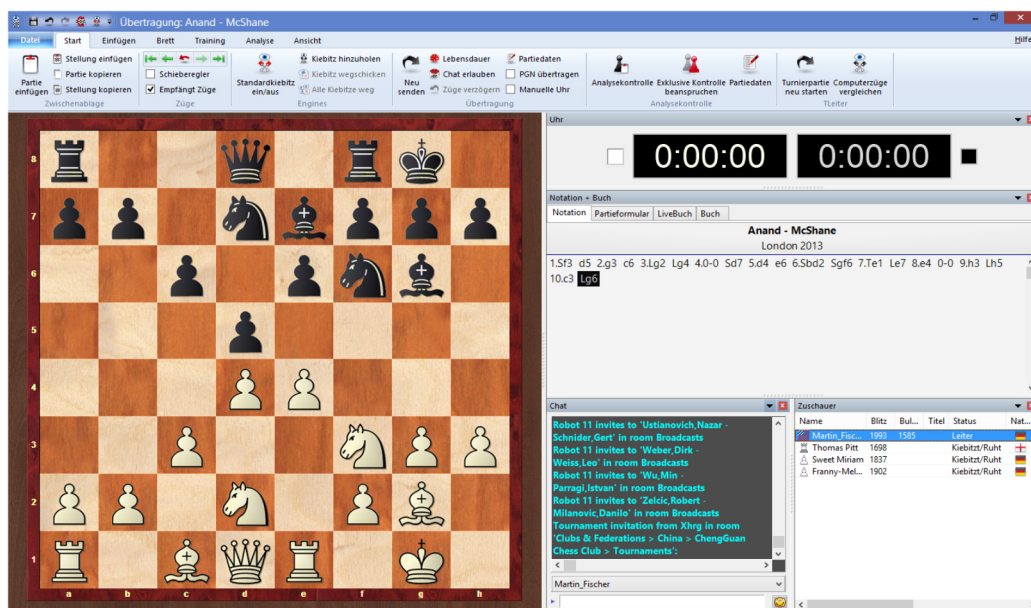 Übertragung: Anand - McShane
Datei Start Einfügen Brett Training Analyse Ansicht Hilfe
Partie einfügen
Stellung einfügen
Partie kopieren
Stellung kopieren
Zwischenablage
Schieberegler
Empfängt Züge
Züge
Standardkiebitz ein/aus
Kiebitz hinzuholen
Kiebitz wegschicken
Alle Kiebitze weg
Engines
Neu senden
Lebensdauer
Chat erlauben
Züge verzögern
Partiedaten
PGN übertragen
Manuelle Uhr
Übertragung
Analysekontrolle
Exklusive Kontrolle beanspruchen
Partiedaten
Analysekontrolle
Turnierpartie neu starten
Computerzüge vergleichen
TLeiter
8
7
6
5
4
3
2
1
a b c d e f g h
Uhr
0:00:00 0:00:00
Notation + Buch
Notation Partieformular LiveBuch Buch
Anand - McShane
London 2013
1.Sf3 d5 2.g3 c6 3.Lg2 Lg4 4.0-0 Sd7 5.d4 e6 6.Sbd2 Sgf6 7.Te1 Le7 8.e4 0-0 9.h3 Lh5
10.c3 Lg6
Chat
Robot 11 invites to 'Ustianovich,Nazar -
Schnider,Gert' in room Broadcasts
Robot 11 invites to 'Weber,Dirk -
Weiss,Leo' in room Broadcasts
Robot 11 invites to 'Wu,Min -
Parragi,Istvan' in room Broadcasts
Robot 11 invites to 'Zelcic,Robert -
Milanovic,Danilo' in room Broadcasts
Tournament invitation from Xhrg in room
'Clubs & Federations > China > ChengGuan
Chess Club > Tournaments':
Martin_Fischer
Zuschauer
Name Blitz Bul... Titel Status Nat...
Martin_Fisc... 1993 1585 Leiter
Thomas Pitt 1698 Kiebitzt/Ruht
Sweet Miriam 1837 Kiebitzt/Ruht
Franny-Mel... 1902 Kiebitzt/Ruht